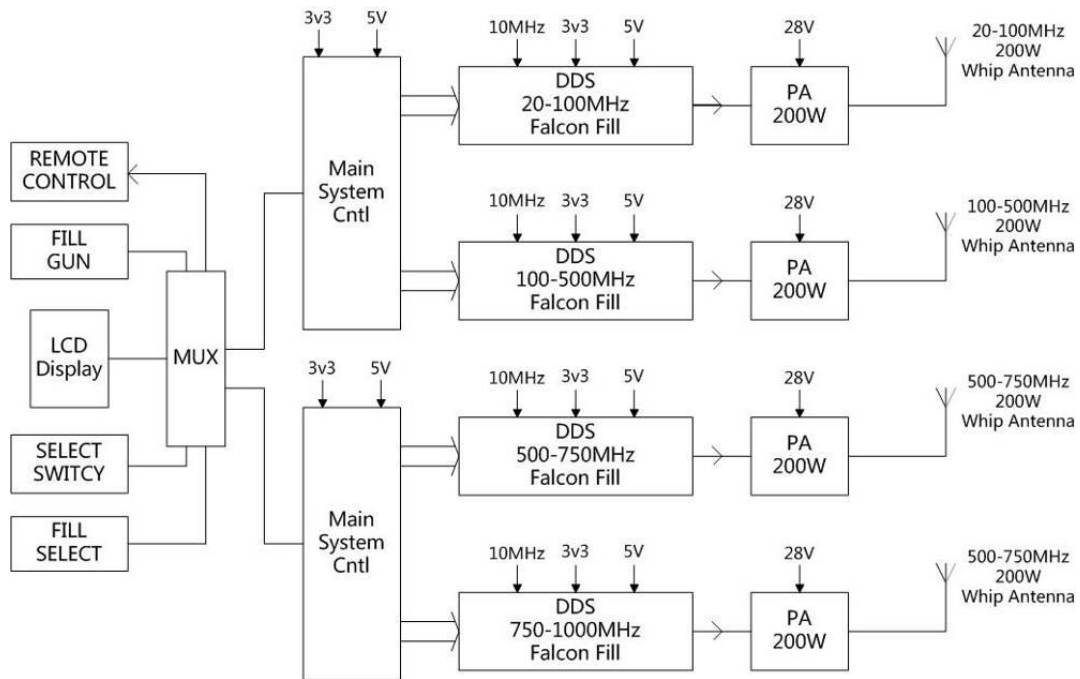 3v3
5V
10MHz
3v3
5V
28V
20-100MHz
200W
Whip Antenna
DDS
20-100MHz
Falcon Fill
PA
200W
REMOTE
CONTROL
FILL
GUN
LCD
Display
SELECT
SWITCY
FILL
SELECT
MUX
Main
System
Cntl
10MHz
3v3
5V
28V
100-500MHz
200W
Whip Antenna
DDS
100-500MHz
Falcon Fill
PA
200W
3v3
5V
Main
System
Cntl
10MHz
3v3
5V
28V
500-750MHz
200W
Whip Antenna
DDS
500-750MHz
Falcon Fill
PA
200W
10MHz
3v3
5V
28V
500-750MHz
200W
Whip Antenna
DDS
750-1000MHz
Falcon Fill
PA
200W